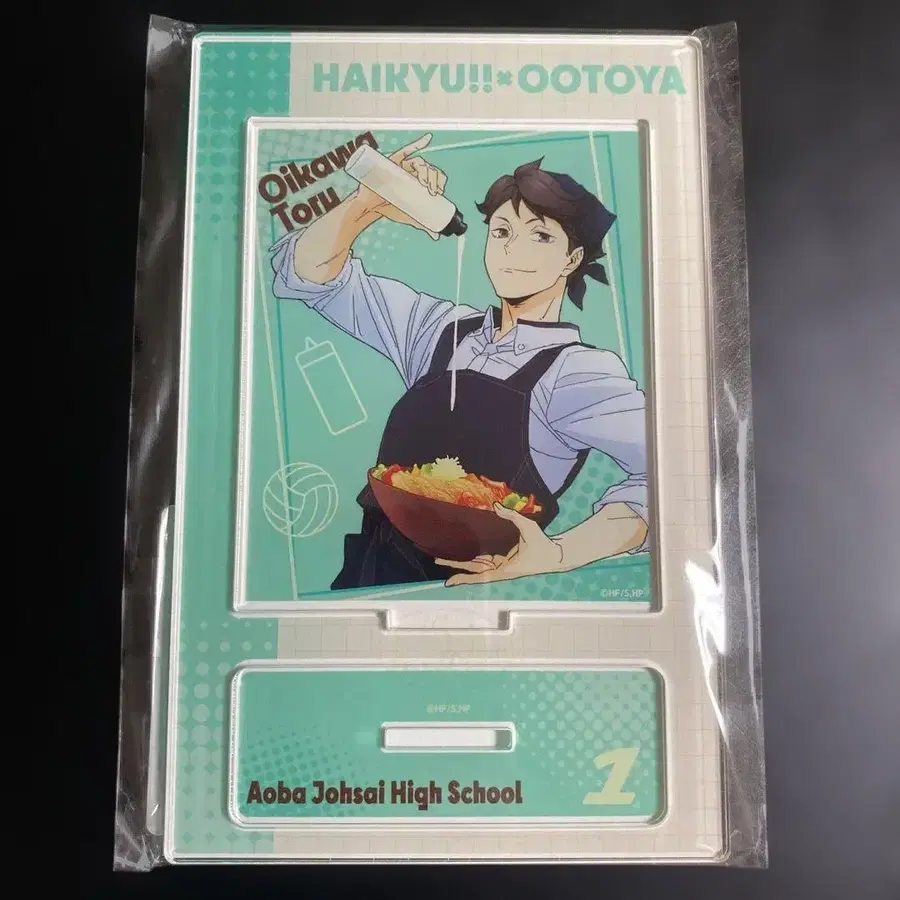 HAIKYU!!×OOTOYA
Oikawa
Toru
©HF/S,HP
©HF/S,HP
Aoba Johsai High School
1